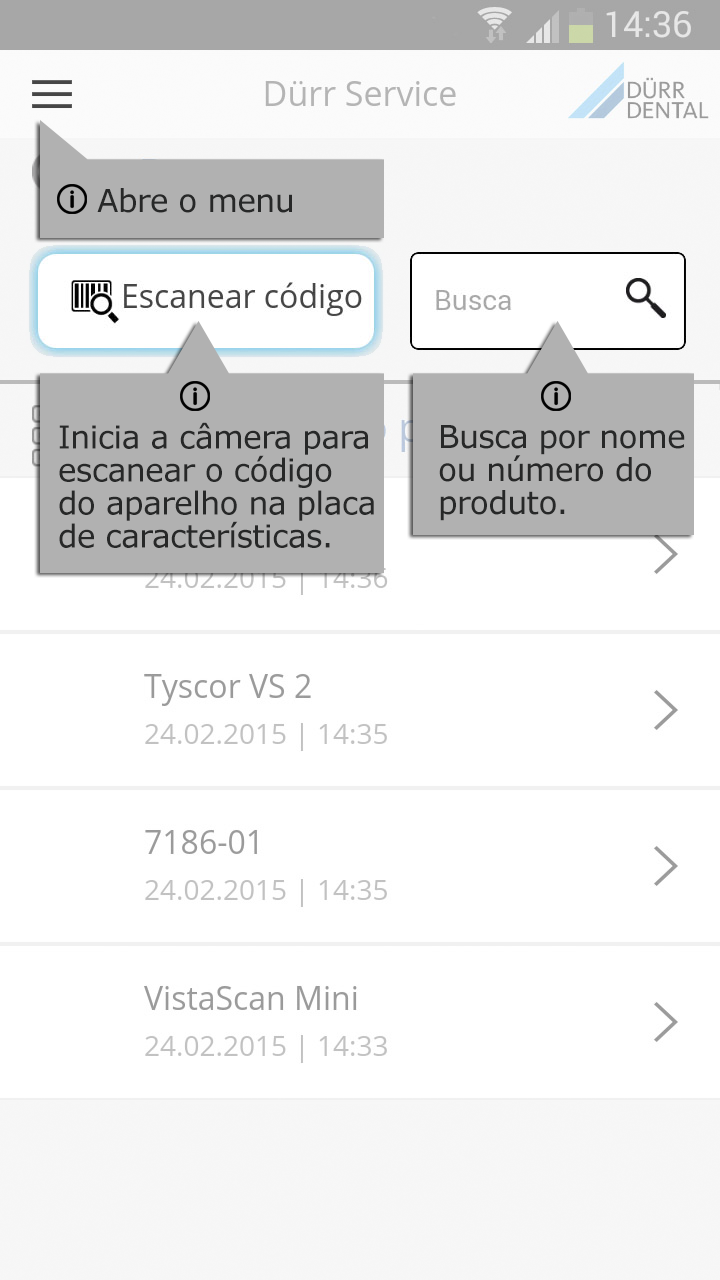 14:36
Dürr Service
DÜRR
DENTAL
Abre o menu
Escanear código
Busca
Inicia a câmera para
escanear o código
do aparelho na placa
de características.
Busca por nome
ou número do
produto.
24.02.2015 | 14:36
Tyscor VS 2
24.02.2015 | 14:35
7186-01
24.02.2015 | 14:35
VistaScan Mini
24.02.2015 | 14:33